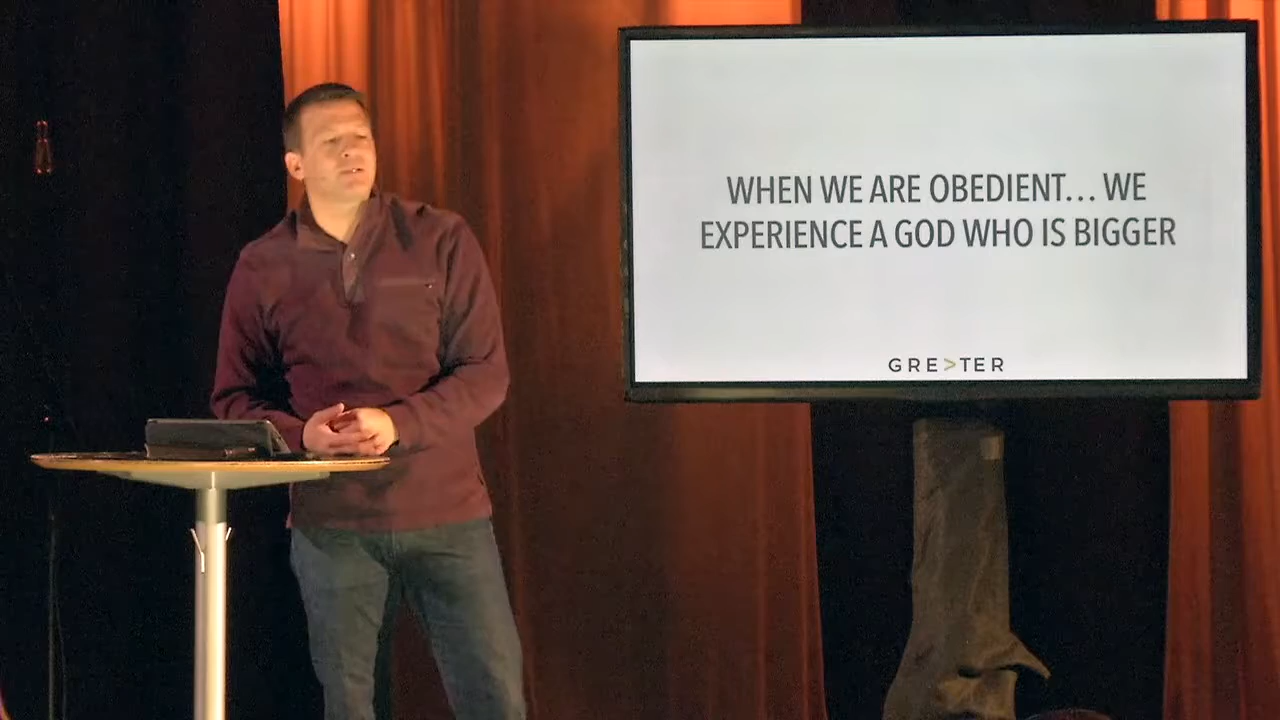 WHEN WE ARE OBEDIENT... WE
EXPERIENCE A GOD WHO IS BIGGER
GRE>TER